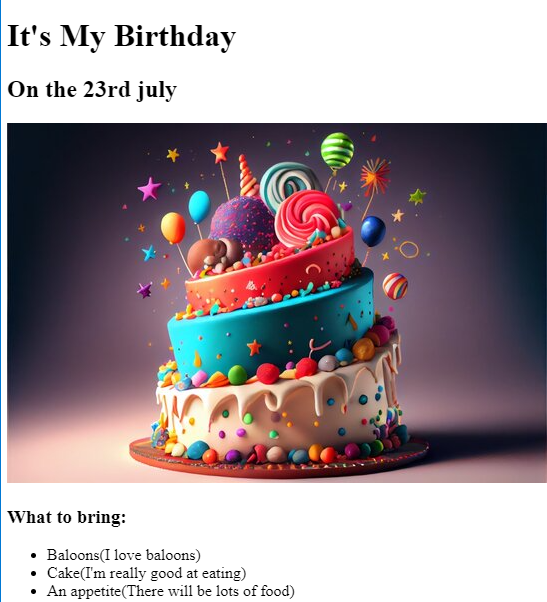 It's My Birthday
On the 23rd july
What to bring:
Baloons(I love baloons)
Cake(I'm really good at eating)
An appetite(There will be lots of food)